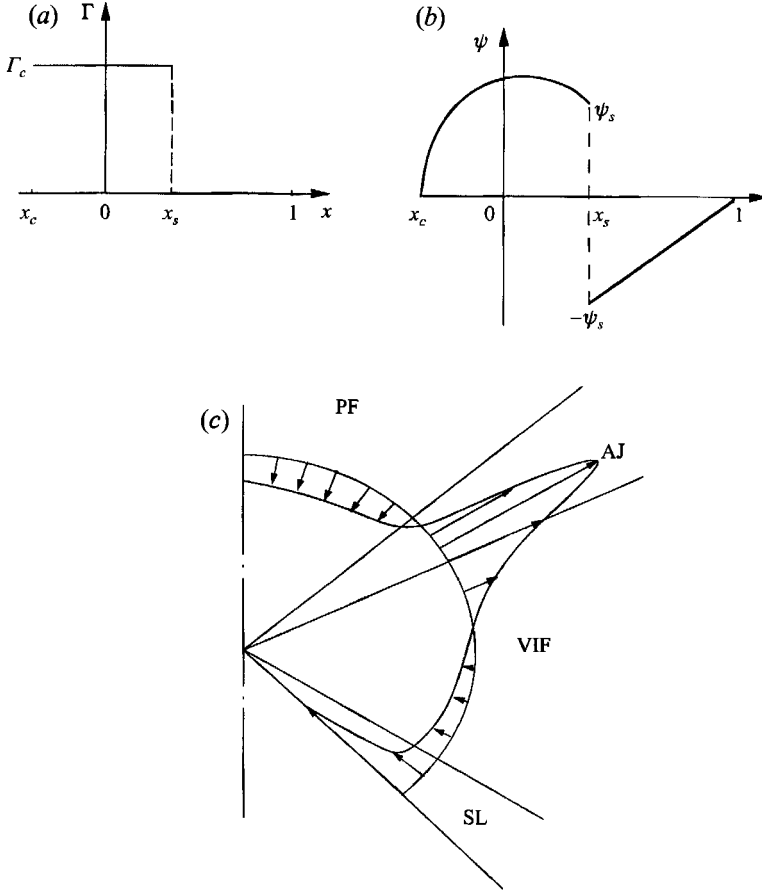 (a)
Γ
Γc
xc
0
xs
1
x
(b)
ψ
ψs
xc
0
xs
1
−ψs
(c)
PF
AJ
VIF
SL